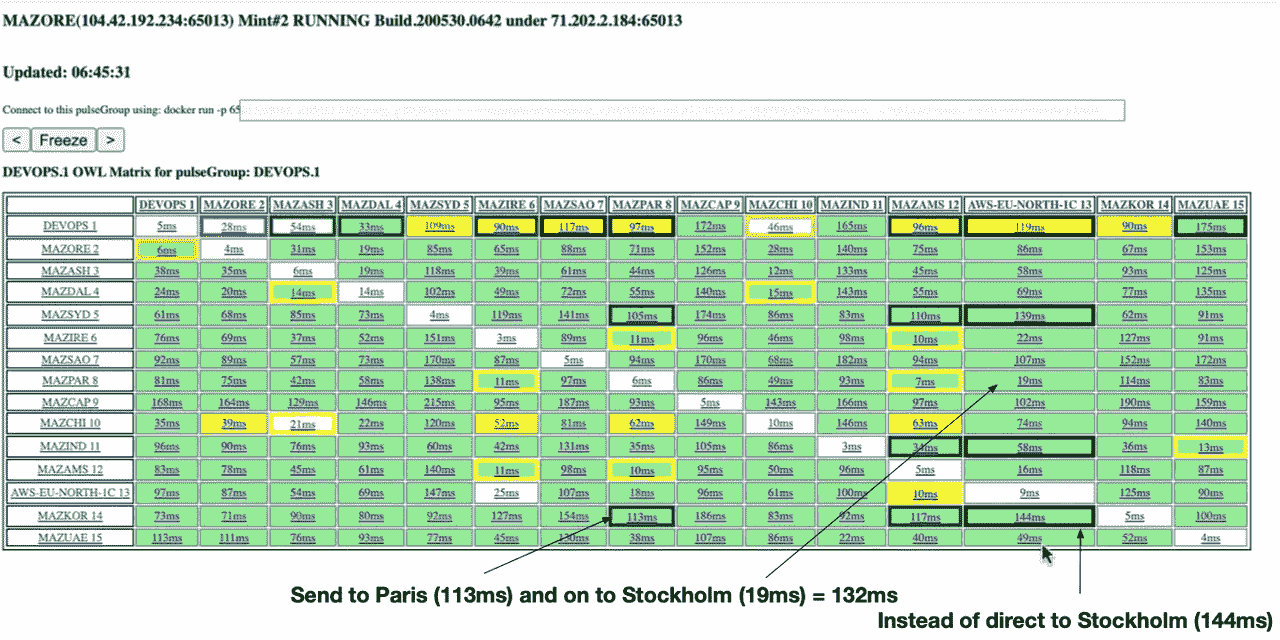 MAZORE(104.42.192.234:65013) Mint#2 RUNNING Build.200530.0642 under 71.202.2.184:65013
Updated: 06:45:31
Connect to this pulseGroup using: docker run -p 65
< Freeze >
DEVOPS.1 OWL Matrix for pulseGroup: DEVOPS.1
DEVOPS 1 MAZORE 2 MAZASH 3 MAZDAL 4 MAZSYD 5 MAZIRE 6 MAZSAO 7 MAZPAR 8 MAZCAP 9 MAZCHI 10 MAZIND 11 MAZAMS 12 AWS-EU-NORTH-1C 13 MAZKOR 14 MAZUAE 15
DEVOPS 1 5ms 28ms 54ms 33ms 109ms 90ms 117ms 97ms 172ms 46ms 165ms 96ms 119ms 90ms 175ms
MAZORE 2 6ms 4ms 31ms 19ms 85ms 65ms 88ms 71ms 152ms 28ms 140ms 75ms 86ms 67ms 153ms
MAZASH 3 38ms 35ms 6ms 19ms 118ms 39ms 61ms 44ms 126ms 12ms 133ms 45ms 58ms 93ms 125ms
MAZDAL 4 24ms 20ms 14ms 14ms 102ms 49ms 72ms 55ms 140ms 15ms 143ms 55ms 69ms 77ms 135ms
MAZSYD 5 61ms 68ms 85ms 73ms 4ms 119ms 141ms 105ms 174ms 86ms 83ms 110ms 139ms 62ms 91ms
MAZIRE 6 76ms 69ms 37ms 52ms 151ms 3ms 87ms 11ms 96ms 46ms 98ms 10ms 22ms 127ms 91ms
MAZSAO 7 92ms 89ms 57ms 73ms 170ms 87ms 5ms 94ms 170ms 68ms 182ms 94ms 107ms 152ms 172ms
MAZPAR 8 81ms 75ms 42ms 58ms 138ms 11ms 97ms 6ms 86ms 49ms 93ms 7ms 19ms 114ms 83ms
MAZCAP 9 168ms 164ms 129ms 146ms 215ms 95ms 187ms 93ms 5ms 143ms 166ms 97ms 102ms 190ms 159ms
MAZCHI 10 35ms 39ms 21ms 22ms 120ms 52ms 81ms 62ms 149ms 10ms 146ms 63ms 74ms 94ms 140ms
MAZIND 11 96ms 90ms 76ms 93ms 60ms 42ms 131ms 35ms 105ms 86ms 3ms 34ms 58ms 36ms 13ms
MAZAMS 12 83ms 78ms 45ms 61ms 140ms 11ms 98ms 10ms 95ms 50ms 96ms 5ms 16ms 118ms 87ms
AWS-EU-NORTH-1C 13 97ms 87ms 54ms 69ms 147ms 25ms 107ms 18ms 96ms 61ms 100ms 10ms 9ms 125ms 90ms
MAZKOR 14 73ms 71ms 90ms 80ms 92ms 127ms 154ms 113ms 186ms 83ms 92ms 117ms 144ms 5ms 100ms
MAZUAE 15 113ms 111ms 76ms 93ms 77ms 45ms 130ms 38ms 107ms 86ms 22ms 40ms 49ms 52ms 4ms
Send to Paris (113ms) and on to Stockholm (19ms) = 132ms
Instead of direct to Stockholm (144ms)